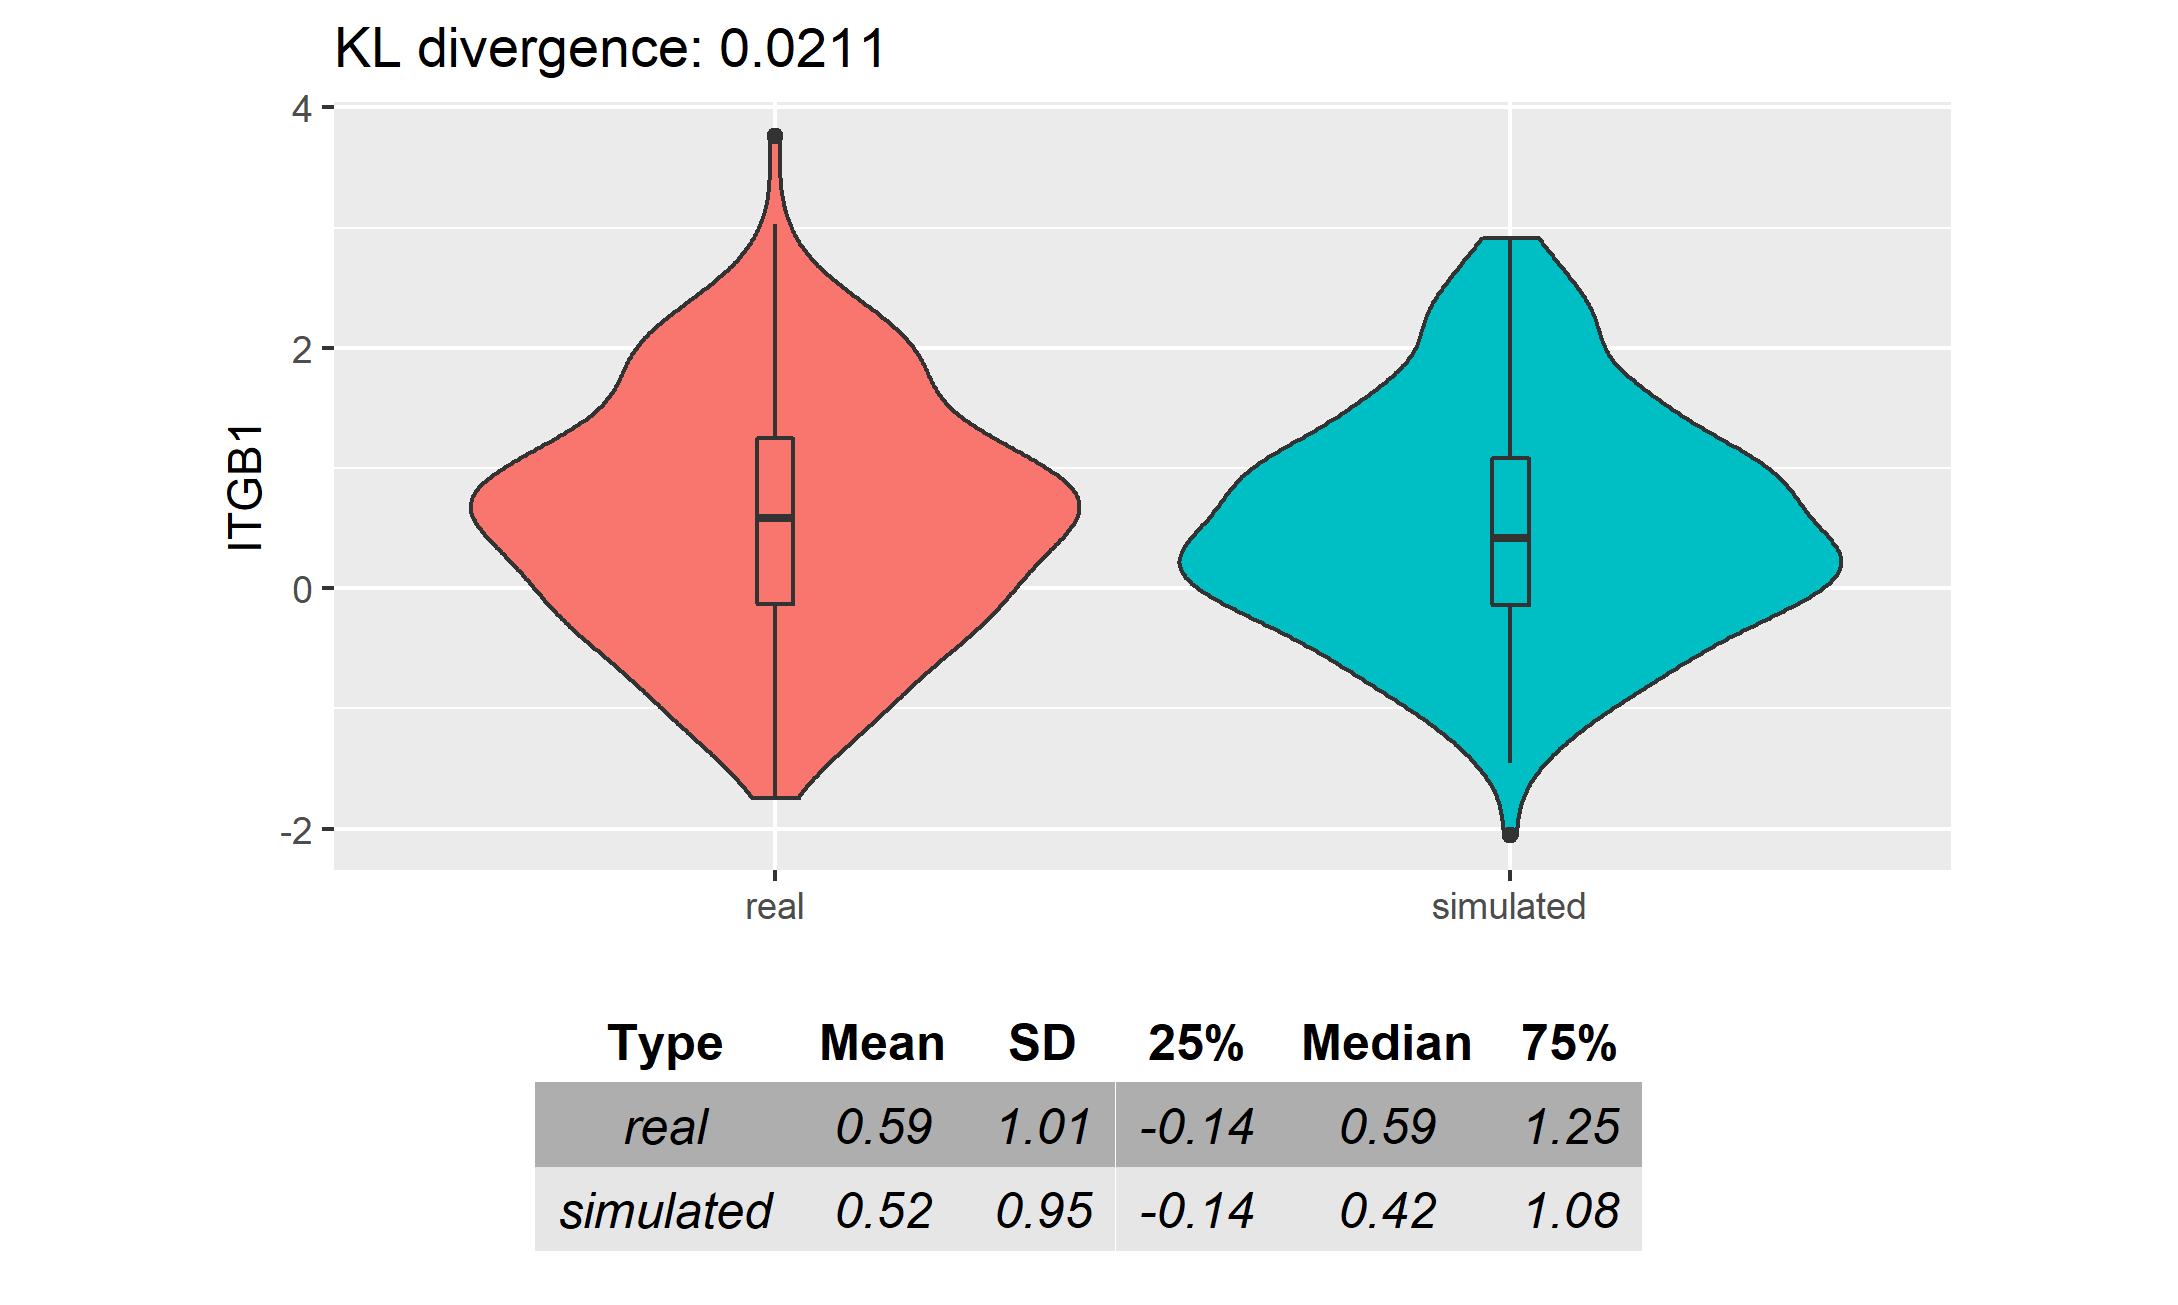 KL divergence: 0.0211
4
2
0
-2
ITGB1
real simulated
Type Mean SD 25% Median 75%
real 0.59 1.01 -0.14 0.59 1.25
simulated 0.52 0.95 -0.14 0.42 1.08